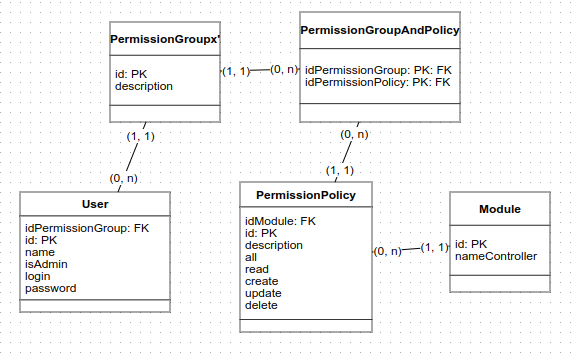 PermissionGroupx'
id: PK
description
PermissionGroupAndPolicy
idPermissionGroup: PK: FK
idPermissionPolicy: PK: FK
(1, 1)
(0, n)
(1, 1)
(0, n)
(0, n)
(1, 1)
User
idPermissionGroup: FK
id: PK
name
isAdmin
login
password
PermissionPolicy
idModule: FK
id: PK
description
all
read
create
update
delete
(0, n)
(1, 1)
Module
id: PK
nameController